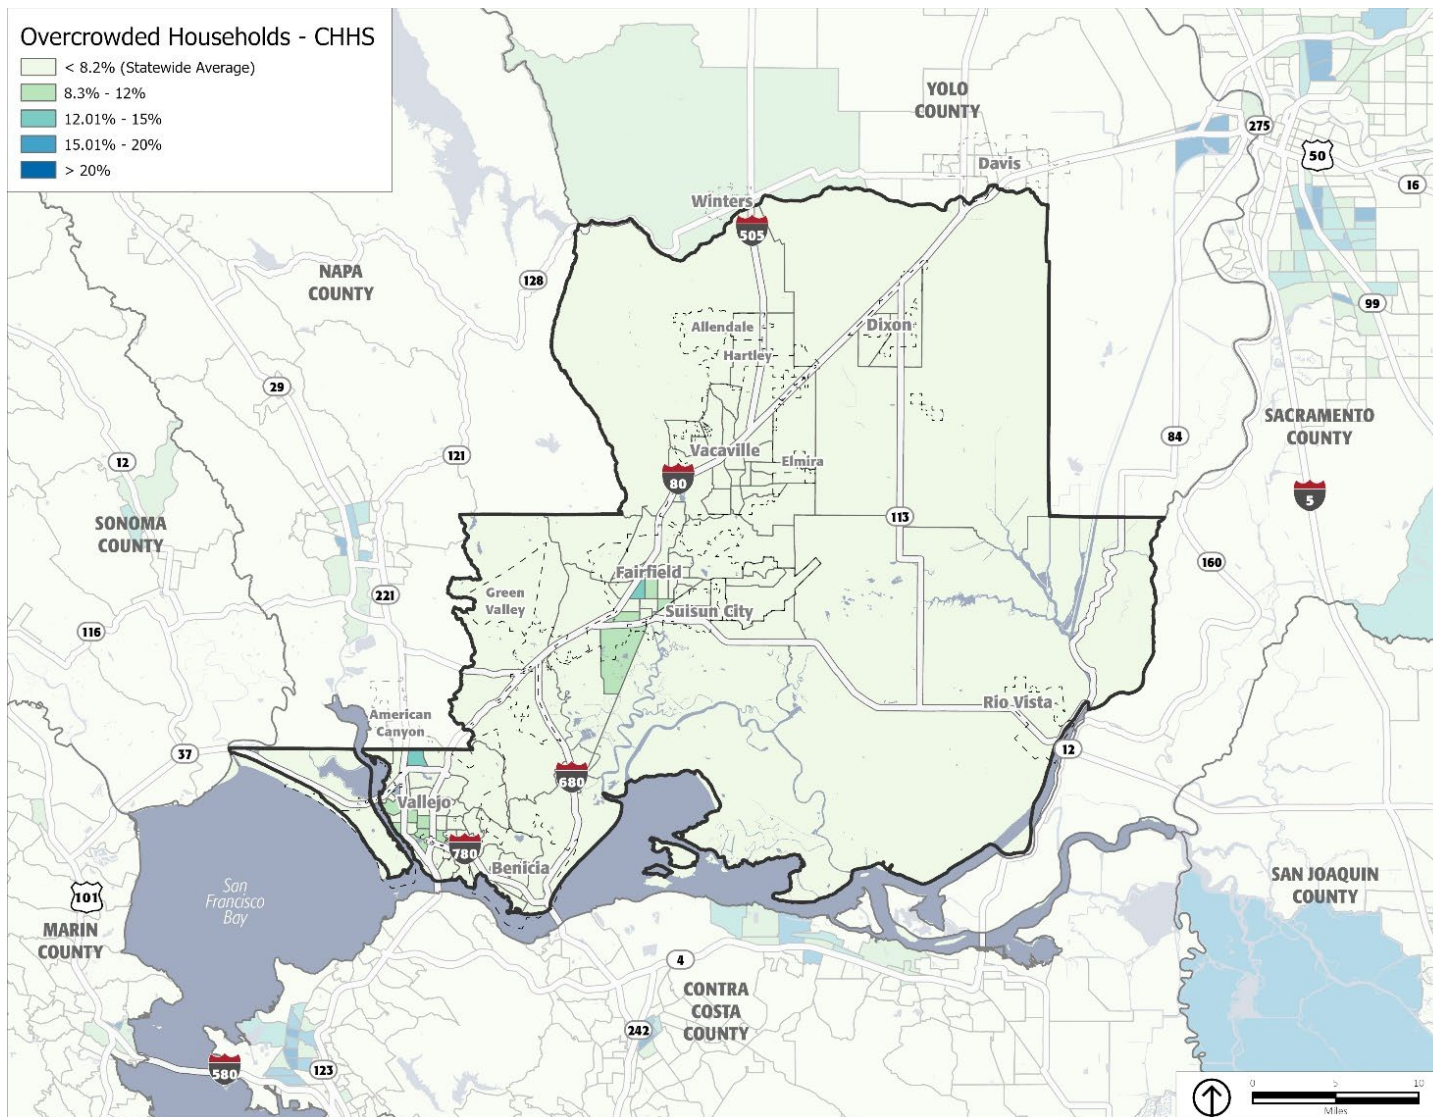 Overcrowded Households - CHHS
< 8.2% (Statewide Average)
8.3% - 12%
12.01% - 15%
15.01% - 20%
> 20%
YOLO
COUNTY
275
50
Davis
16
Winters
505
NAPA
COUNTY
128
99
Allendale
Dixon
Hartley
29
SACRAMENTO
COUNTY
84
121
Vacaville
12
Elmira
80
5
SONOMA
COUNTY
113
160
Fairfield
Green
Valley
221
Suisun City
116
Rio Vista
American
Canyon
37
12
680
Vallejo
780
Benicia
San
Francisco
Bay
101
SAN JOAQUIN
COUNTY
MARIN
COUNTY
4
CONTRA
COSTA
COUNTY
242
580
123
0 5 10
Miles